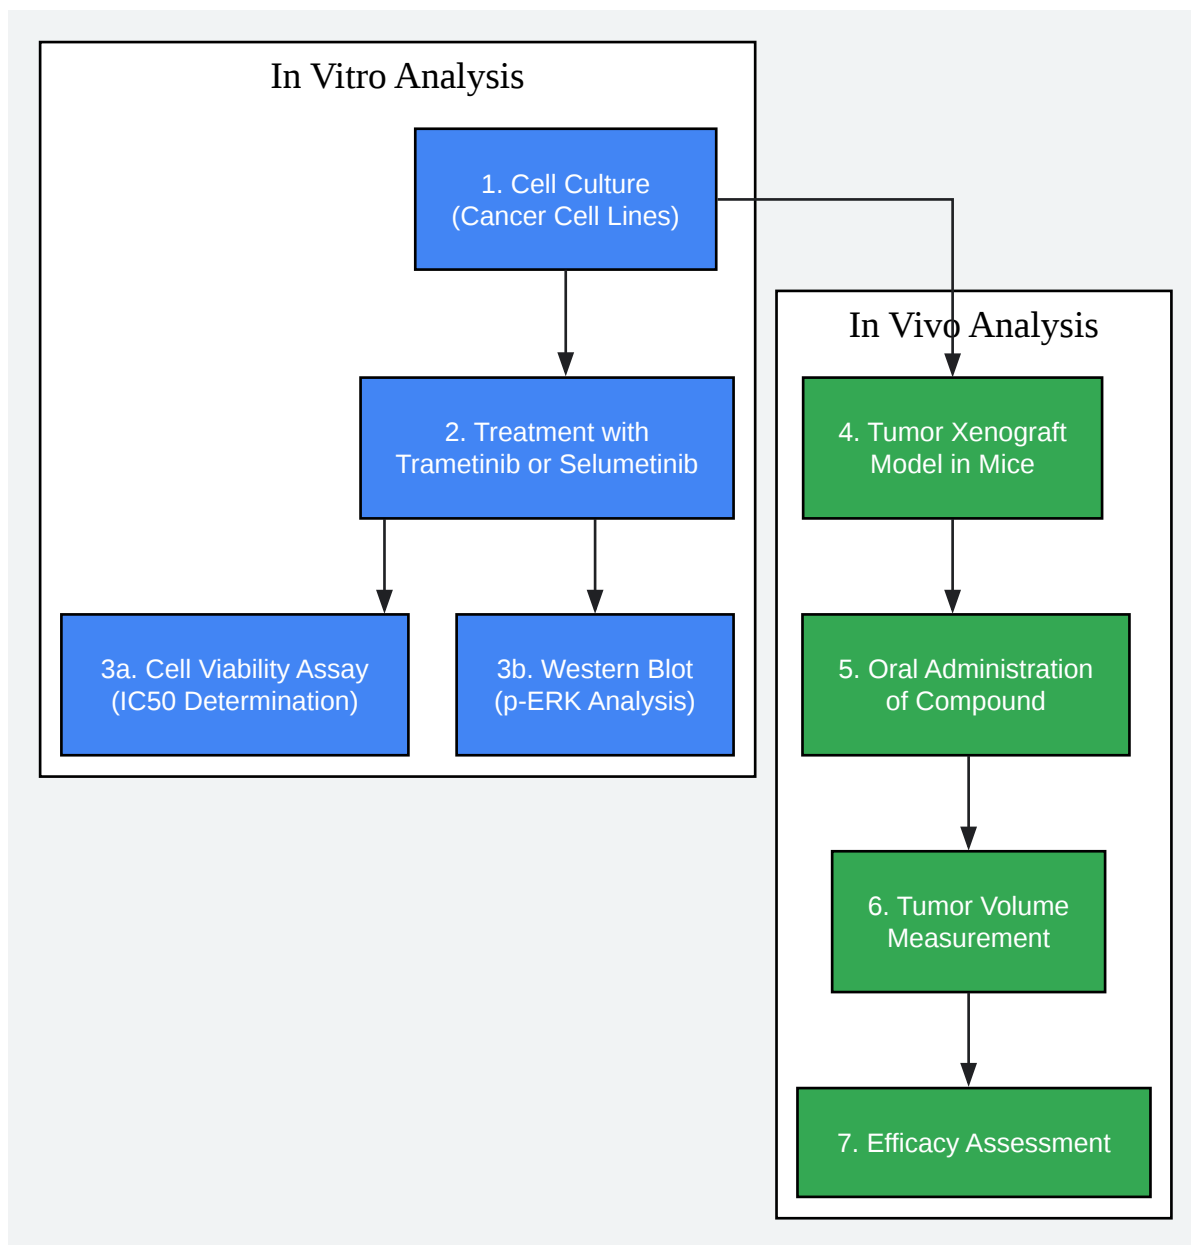 In Vitro Analysis
1. Cell Culture
(Cancer Cell Lines)
2. Treatment with
Trametinib or Selumetinib
3a. Cell Viability Assay
(IC50 Determination)
3b. Western Blot
(p-ERK Analysis)
In Vivo Analysis
4. Tumor Xenograft
Model in Mice
5. Oral Administration
of Compound
6. Tumor Volume
Measurement
7. Efficacy Assessment